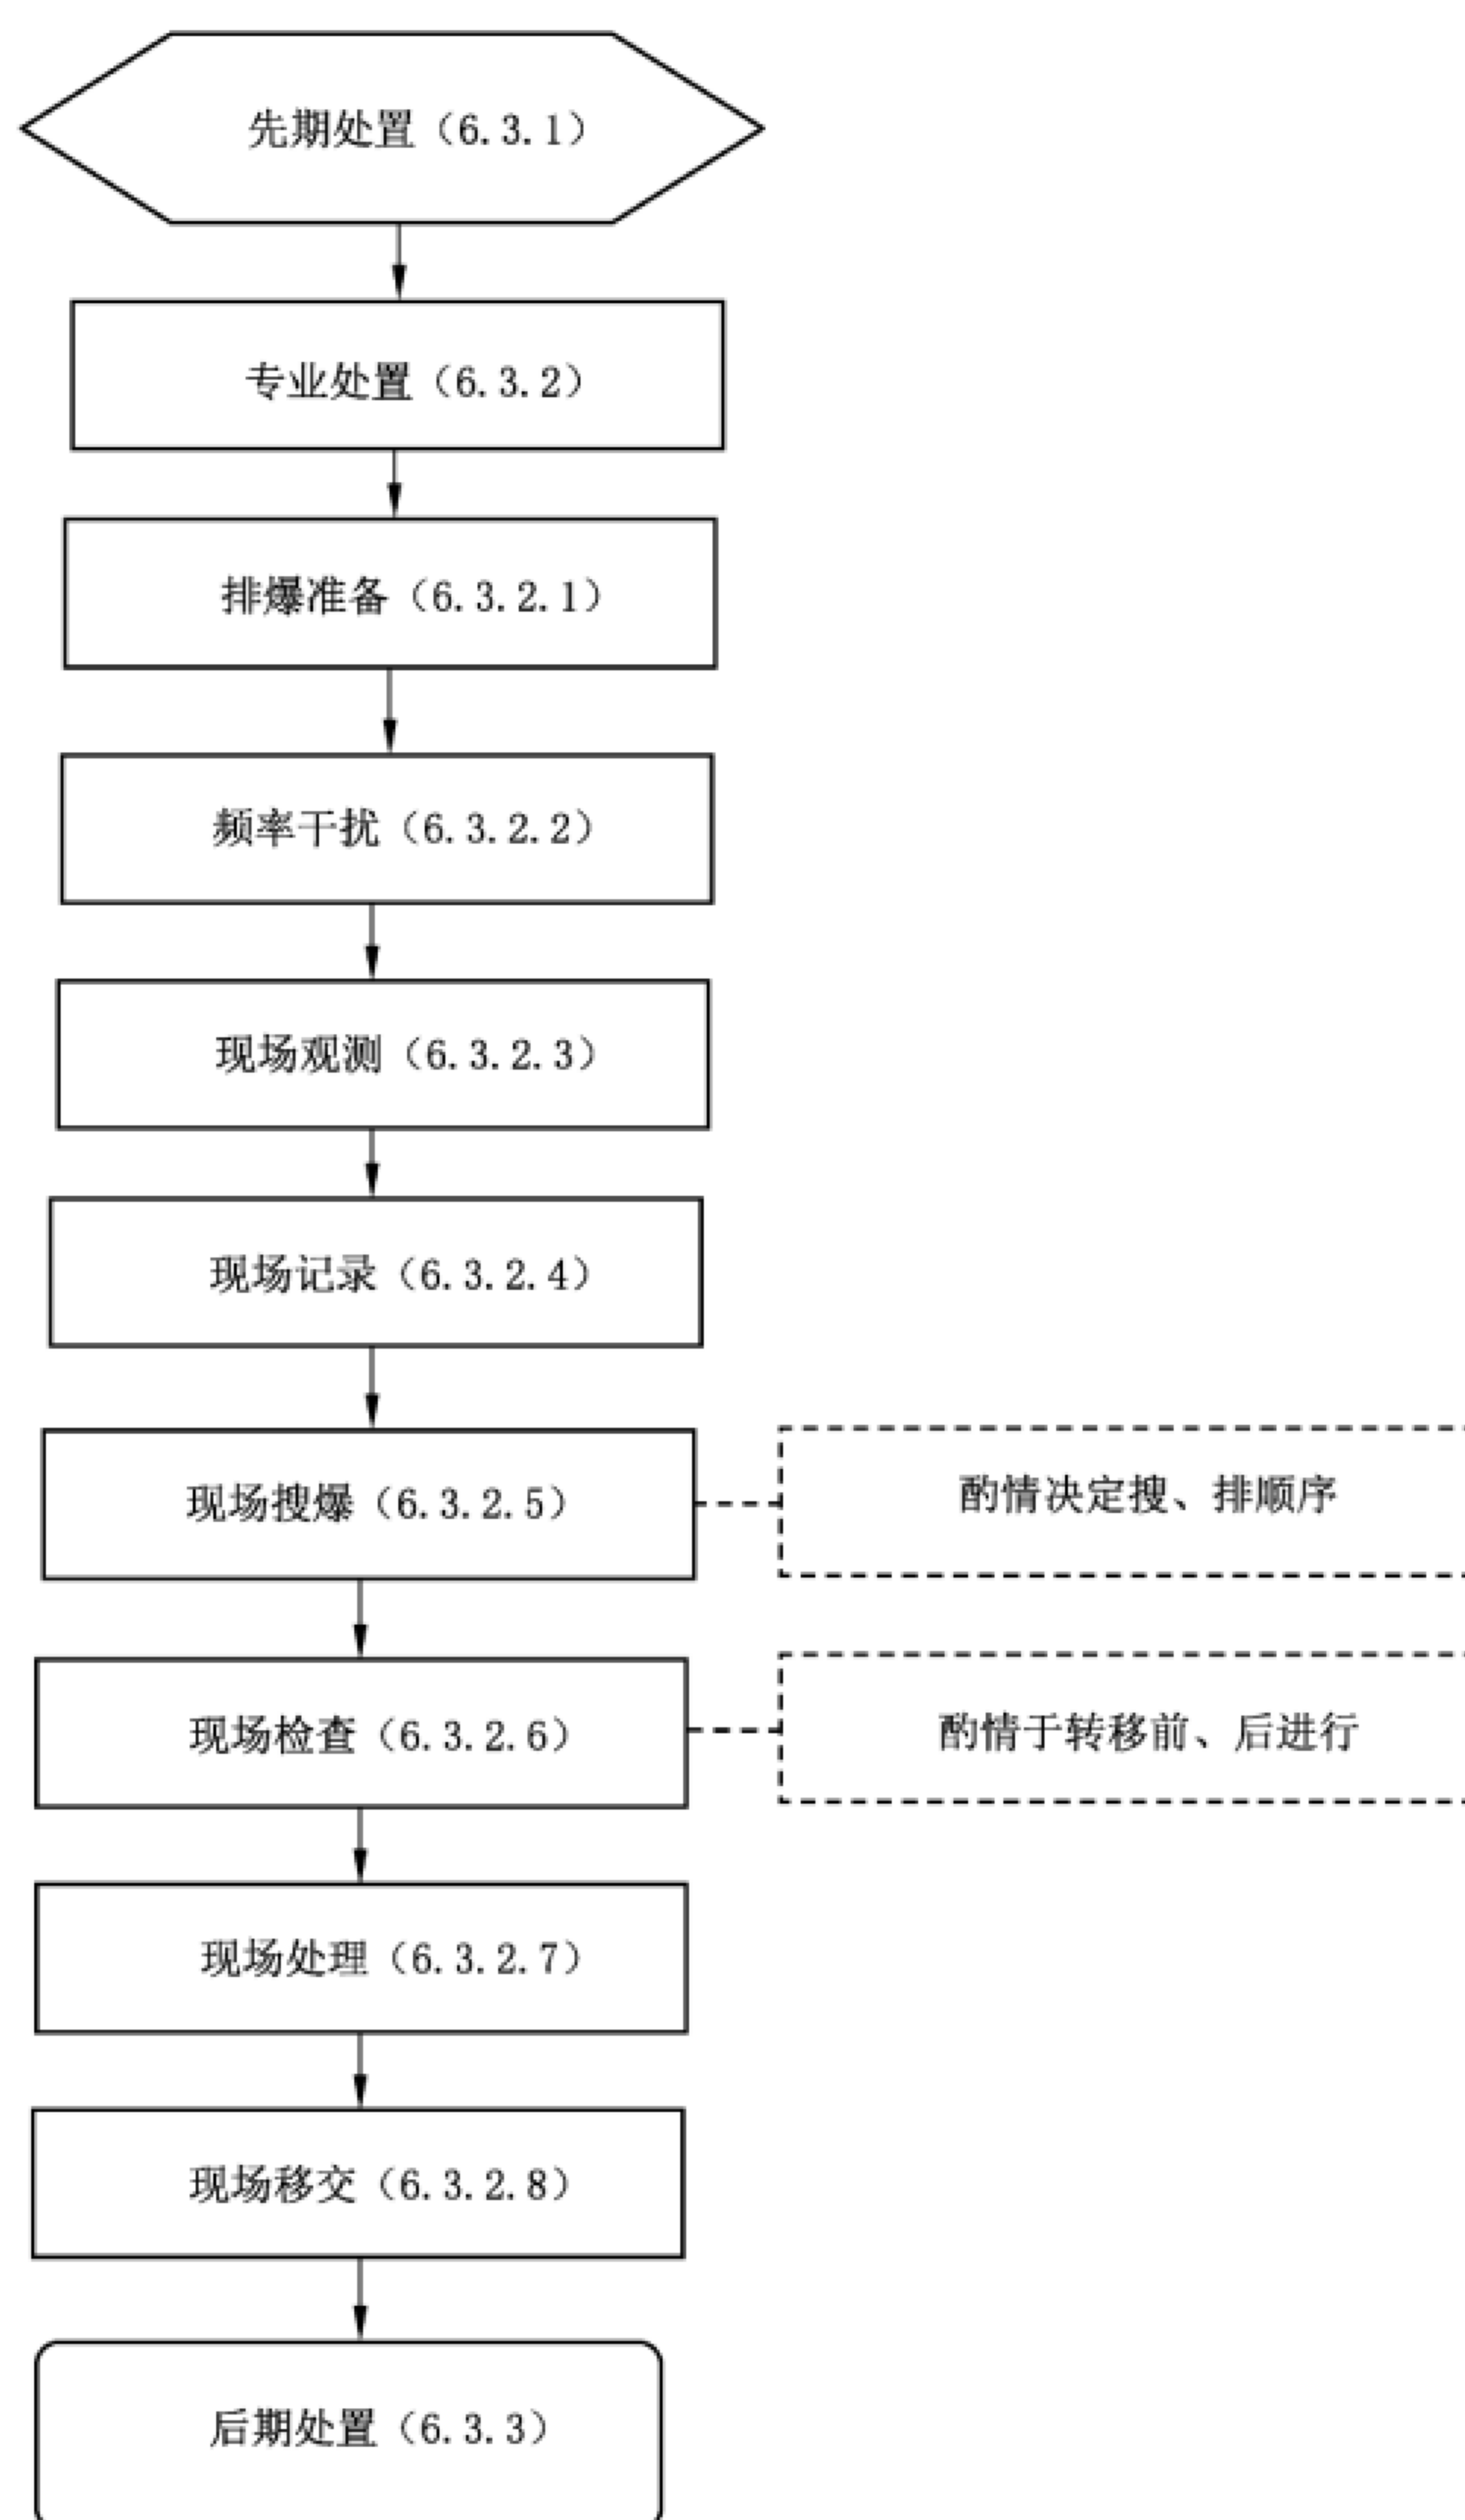 先期处置（6.3.1）
专业处置（6.3.2）
排爆准备（6.3.2.1）
频率干扰（6.3.2.2）
现场观测（6.3.2.3）
现场记录（6.3.2.4）
现场搜爆（6.3.2.5）
酌情决定搜、排顺序
现场检查（6.3.2.6）
酌情于转移前、后进行
现场处理（6.3.2.7）
现场移交（6.3.2.8）
后期处置（6.3.3）